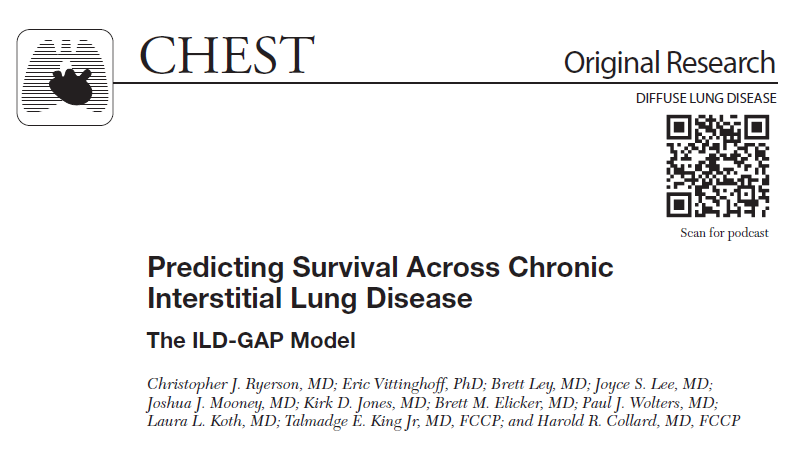 CHEST
Original Research
DIFFUSE LUNG DISEASE
Scan for podcast
Predicting Survival Across Chronic
Interstitial Lung Disease
The ILD-GAP Model
Christopher J. Ryerson, MD; Eric Vittinghoff, PhD; Brett Ley, MD; Joyce S. Lee, MD;
Joshua J. Mooney, MD; Kirk D. Jones, MD; Brett M. Elicker, MD; Paul J. Wolters, MD;
Laura L. Koth, MD; Talmadge E. King Jr, MD, FCCP; and Harold R. Collard, MD, FCCP